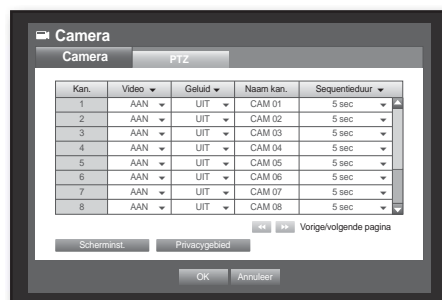 Camera
Camera PTZ
Kan. Video Geluid Naam kan. Sequentieduur
1 AAN UIT CAM 01 5 sec
2 AAN UIT CAM 02 5 sec
3 AAN UIT CAM 03 5 sec
4 AAN UIT CAM 04 5 sec
5 AAN UIT CAM 05 5 sec
6 AAN UIT CAM 06 5 sec
7 AAN UIT CAM 07 5 sec
8 AAN UIT CAM 08 5 sec
Vorige/volgende pagina
Scherminst. Privacygebied
OK Annuleer